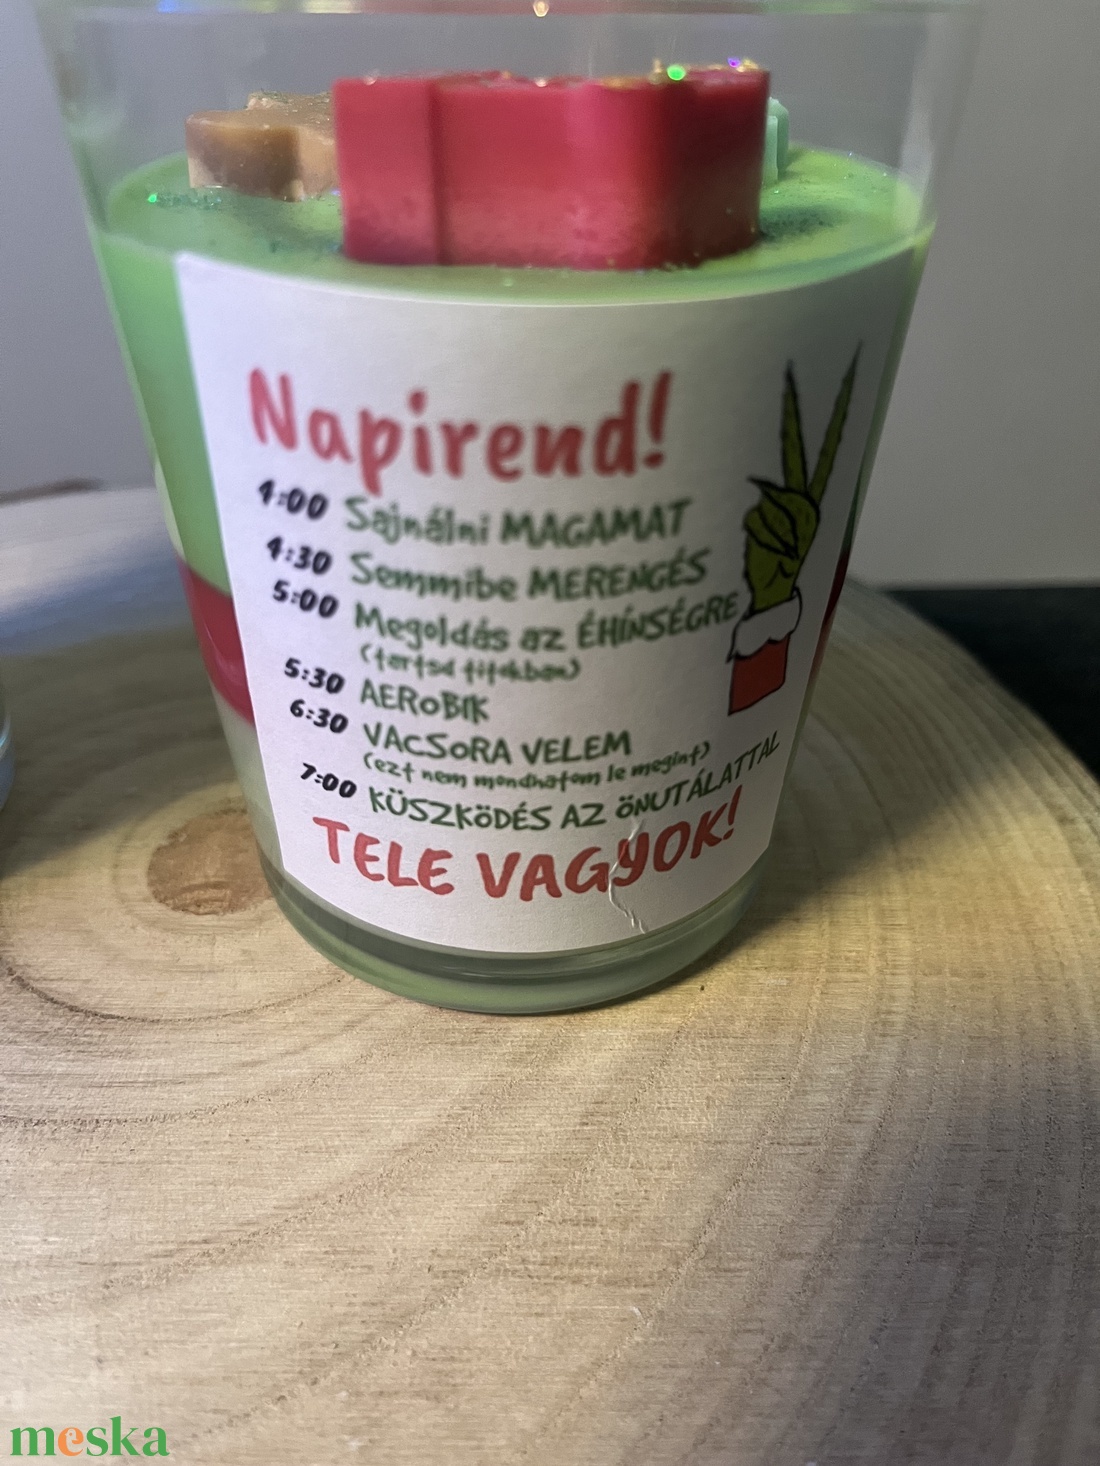 Napirend!
4:00 Sajnálni MAGAMAT
4:30 Semmibe MERENGÉS
5:00 Megoldás az ÉHÍNSÉGRE
(tartsd titokban)
5:30 AEROBIK
6:30 VACSORA VELEM
(ezt nem mondhatom le megint)
7:00 KÜSZKÖDÉS AZ ÖNUTÁLATTAL
TELE VAGYOK!
meska